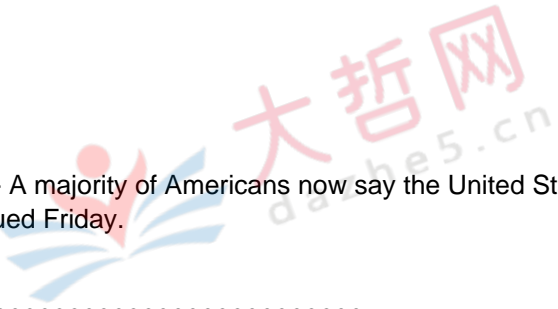 大哲网
dazhe5.cn
A majority of Americans now say the United St
ued Friday.